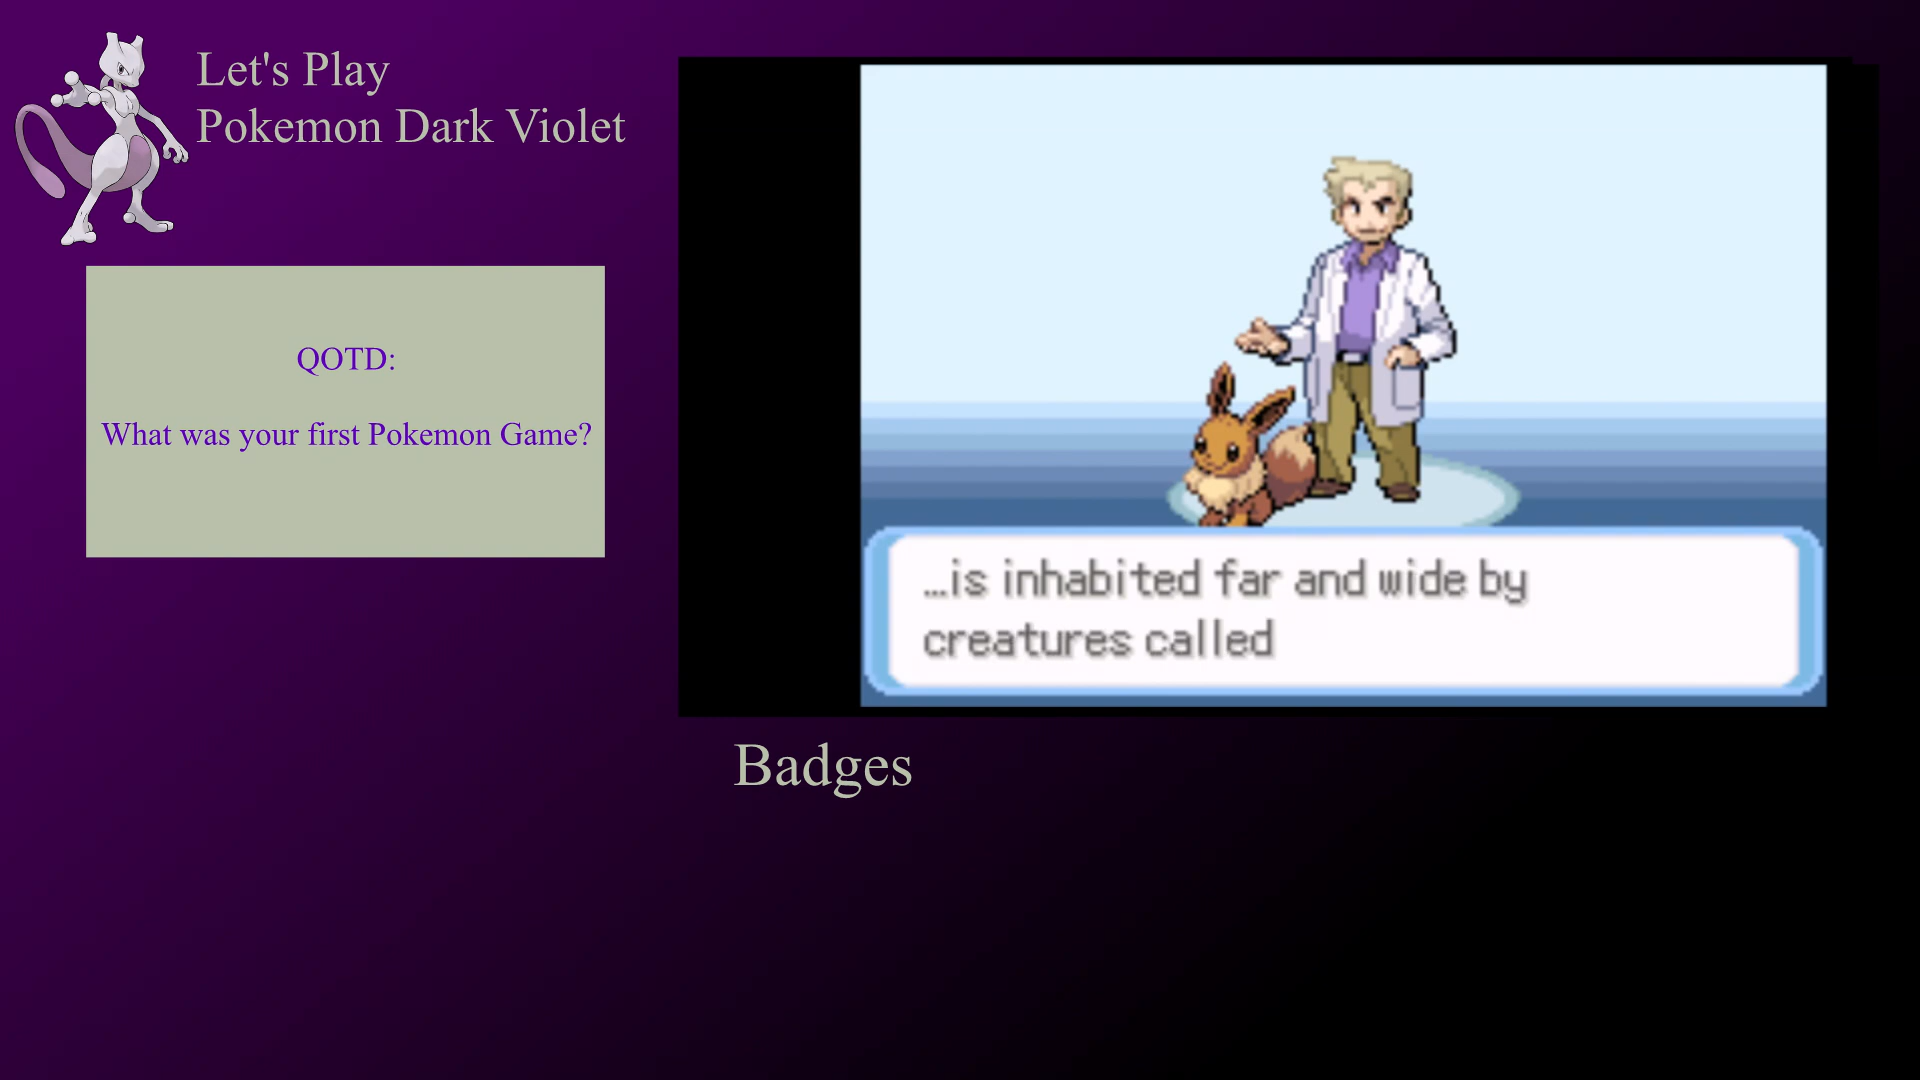 Let's Play
Pokemon Dark Violet
QOTD:
What was your first Pokemon Game?
...is inhabited far and wide by
creatures called
Badges